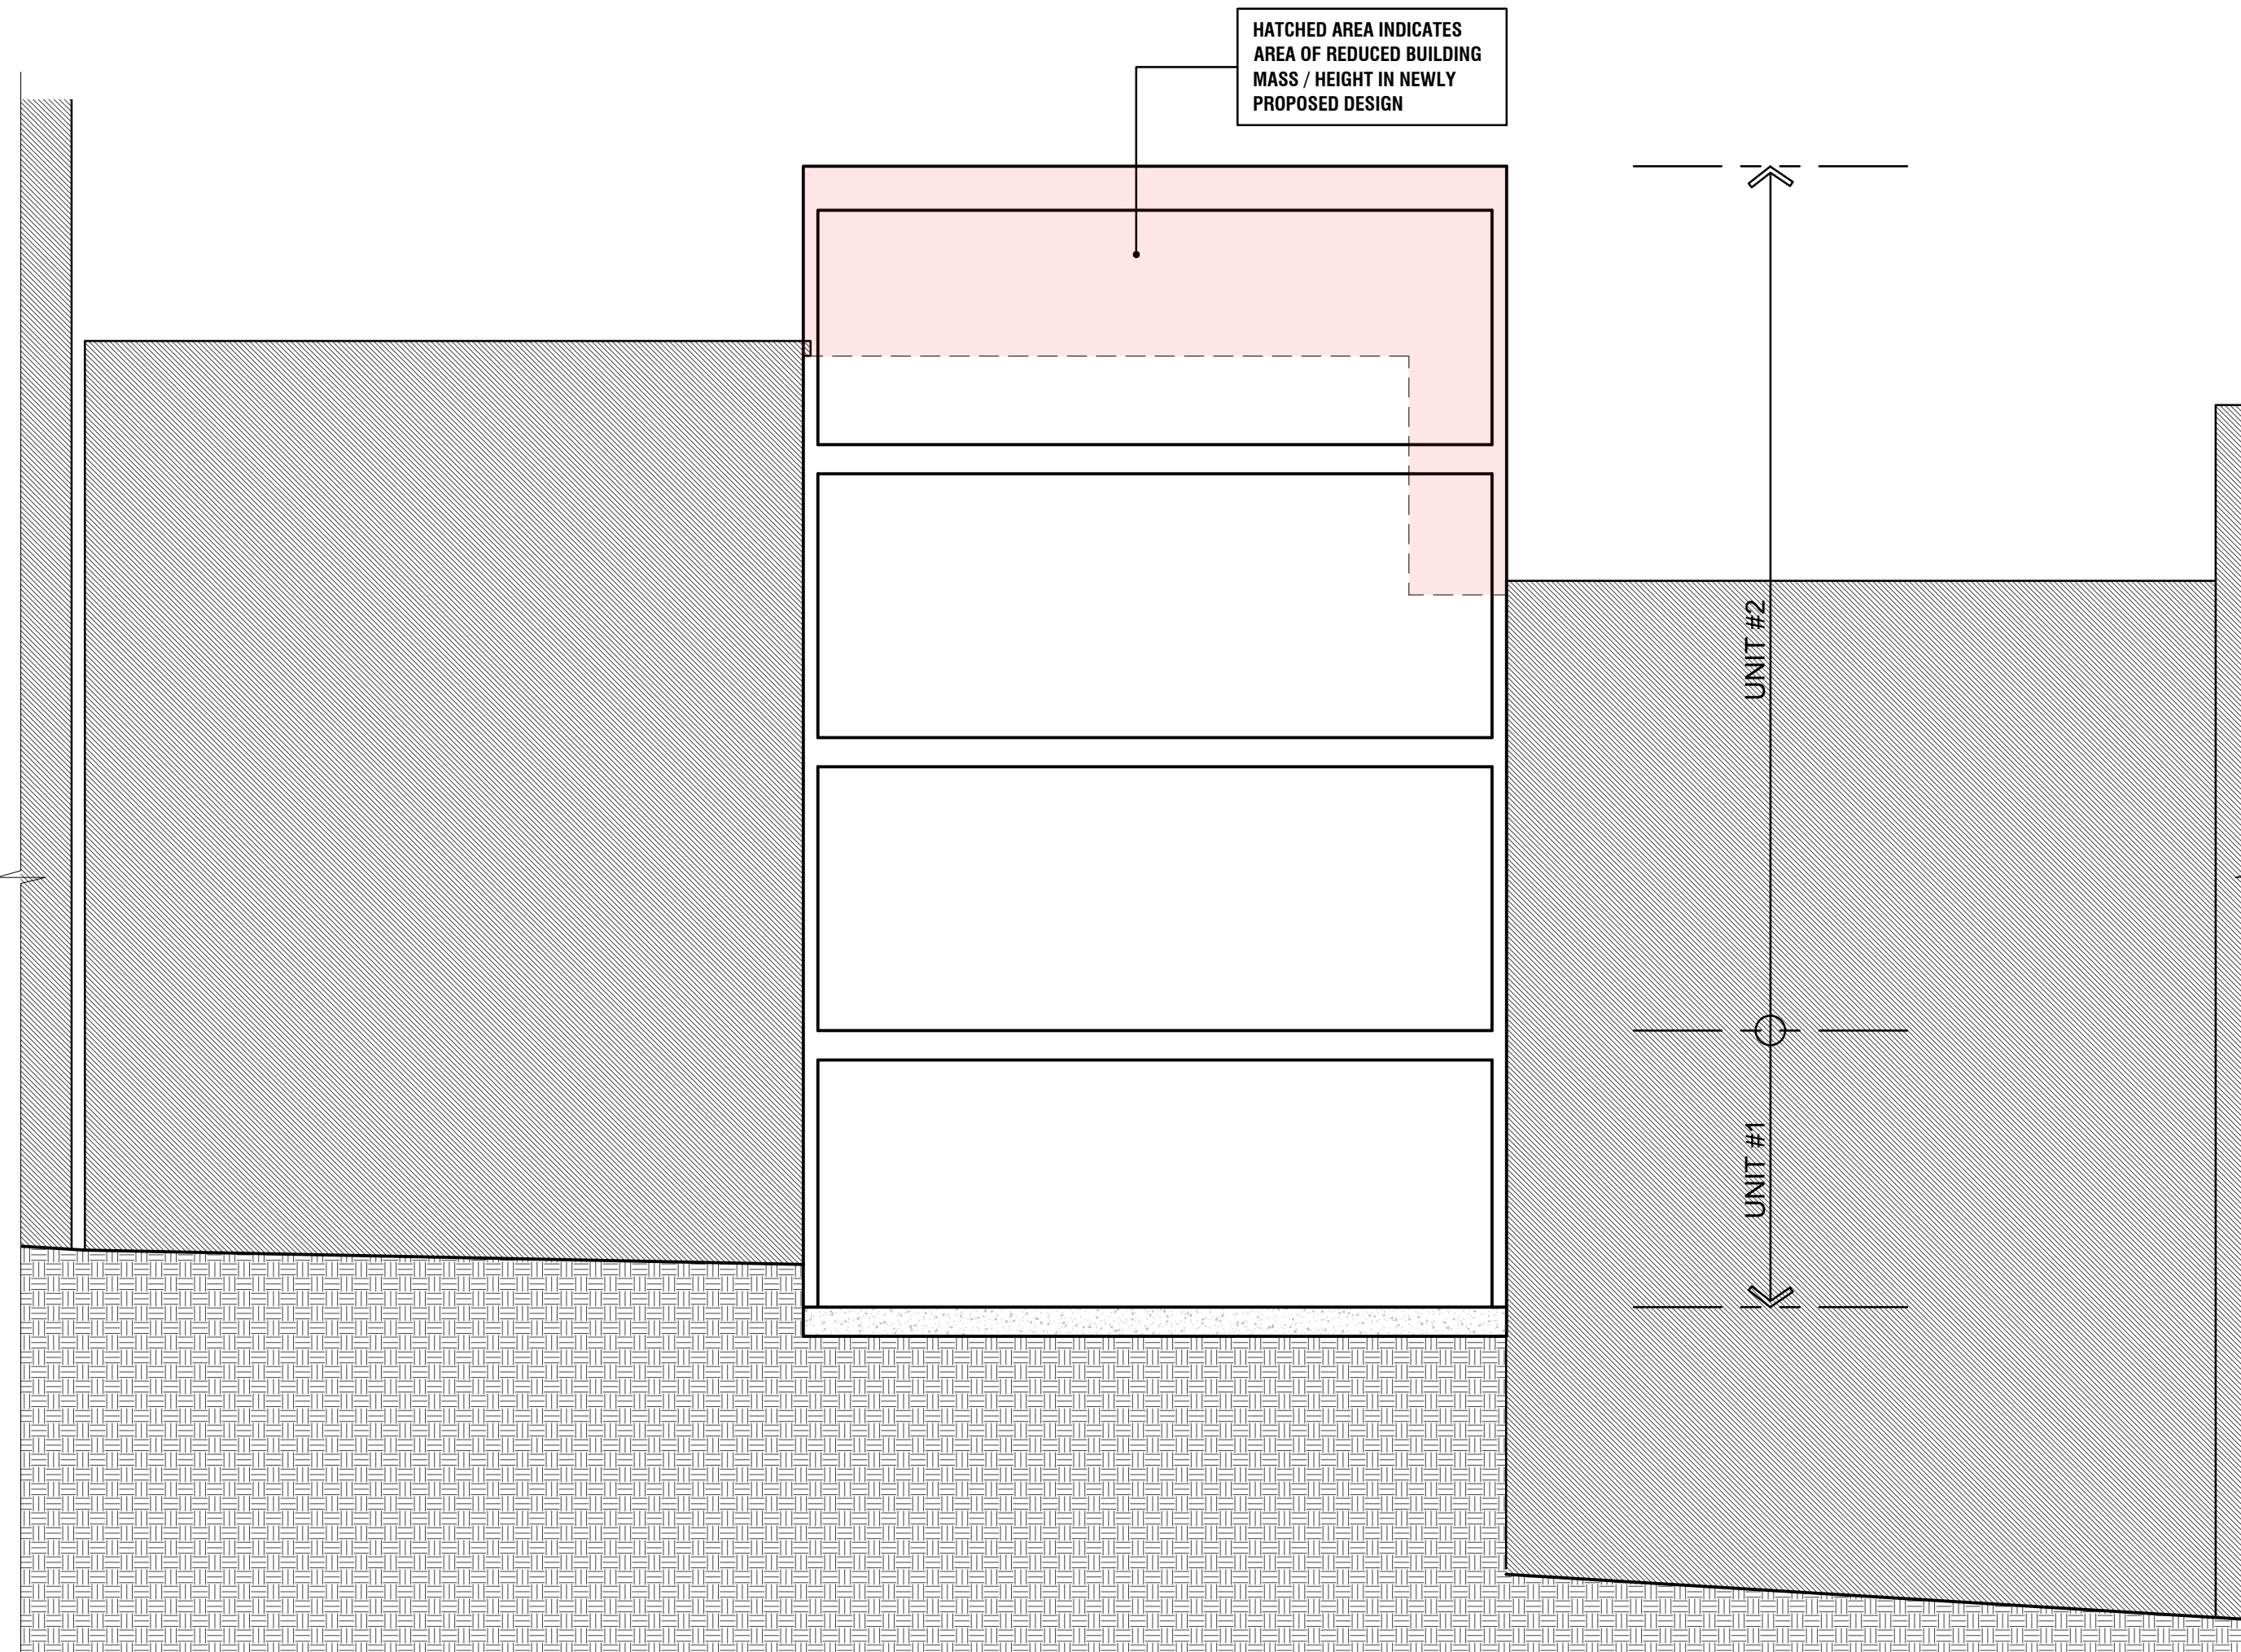 HATCHED AREA INDICATES
AREA OF REDUCED BUILDING
MASS / HEIGHT IN NEWLY
PROPOSED DESIGN
UNIT #2
UNIT #1